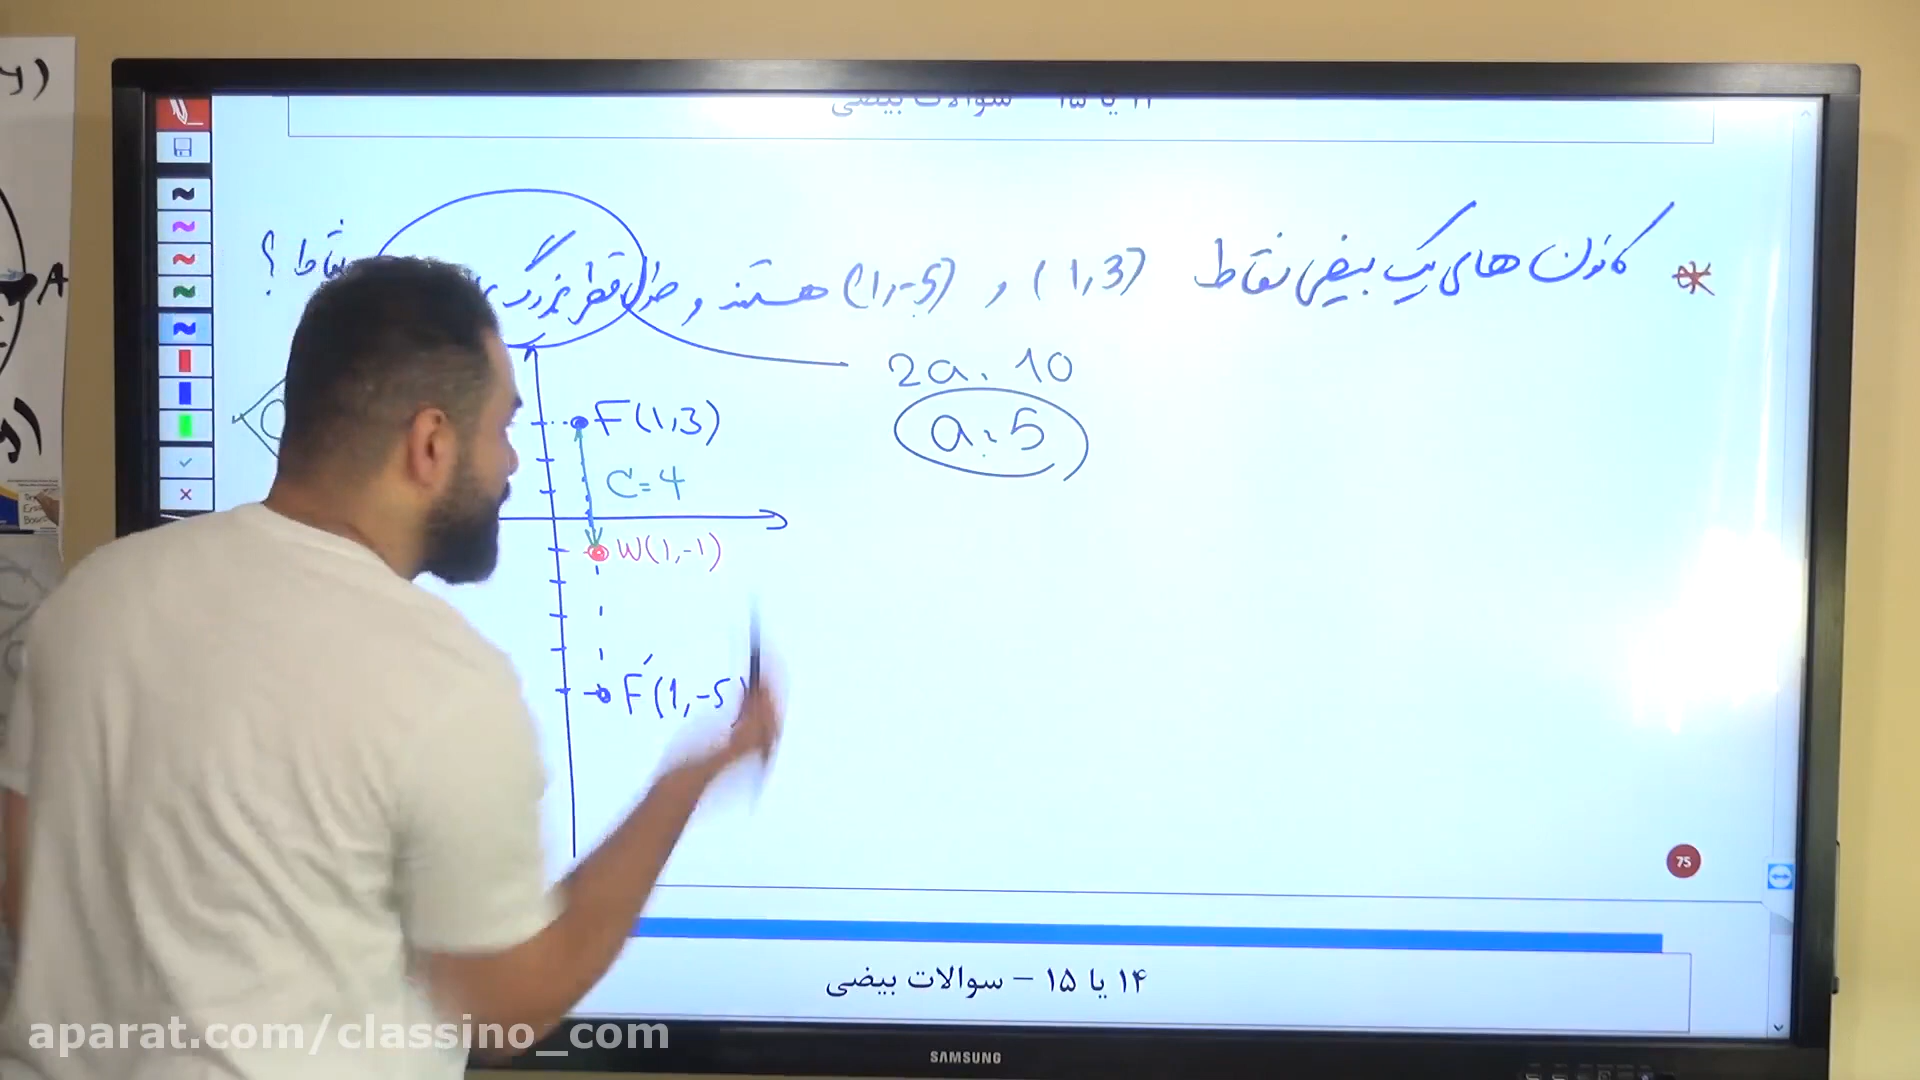 ۱۴ یا ۱۵ – سوالات بیضی
کانون های یک بیضی نقاط (1,3) و (1,-5) هستند و طول قطر بزرگ نقاط ؟
2a. 10
a:5
F(1,3)
C=4
W(1,-1)
F́(1,-5)
75
۱۴ یا ۱۵ – سوالات بیضی
aparat.com/classino_com
SAMSUNG
A